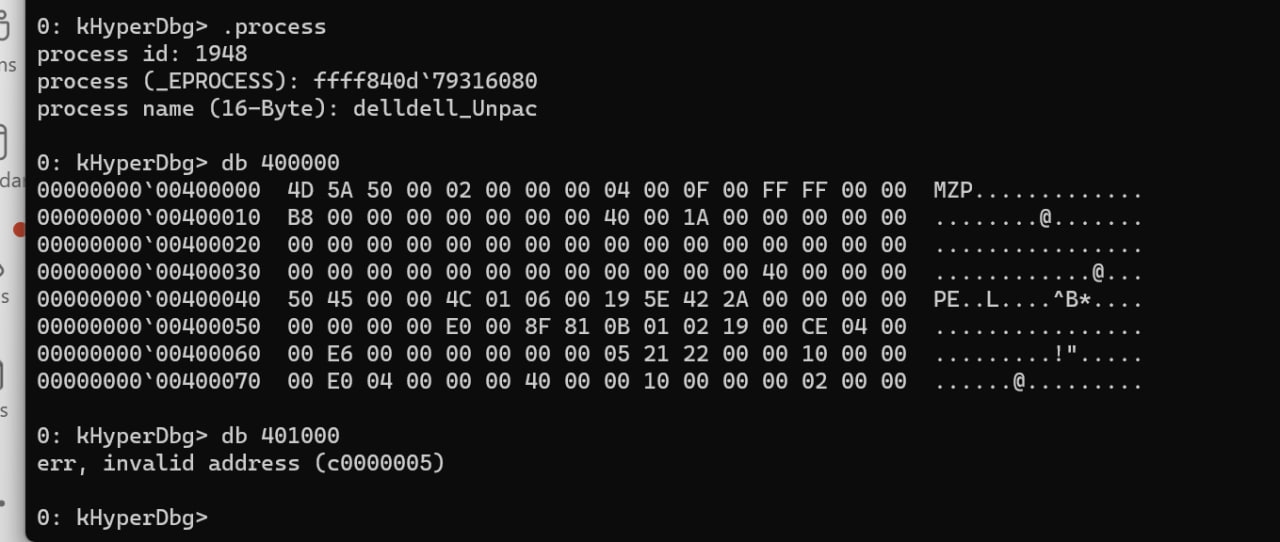 0: kHyperDbg> .process
process id: 1948
process (_EPROCESS): ffff840d`79316080
process name (16-Byte): delldell_Unpac
0: kHyperDbg> db 400000
00000000`00400000  4D 5A 50 00 02 00 00 00 04 00 0F 00 FF FF 00 00  MZP.............
00000000`00400010  B8 00 00 00 00 00 00 00 40 00 1A 00 00 00 00 00  ........@.......
00000000`00400020  00 00 00 00 00 00 00 00 00 00 00 00 00 00 00 00  ................
00000000`00400030  00 00 00 00 00 00 00 00 00 00 00 00 40 00 00 00  ............@...
00000000`00400040  50 45 00 00 4C 01 06 00 19 5E 42 2A 00 00 00 00  PE..L....^B*....
00000000`00400050  00 00 00 00 E0 00 8F 81 0B 01 02 19 00 CE 04 00  ................
00000000`00400060  00 E6 00 00 00 00 00 00 05 21 22 00 00 10 00 00  .........!".....
00000000`00400070  00 E0 04 00 00 00 40 00 00 10 00 00 00 02 00 00  ......@.........
0: kHyperDbg> db 401000
err, invalid address (c0000005)
0: kHyperDbg>